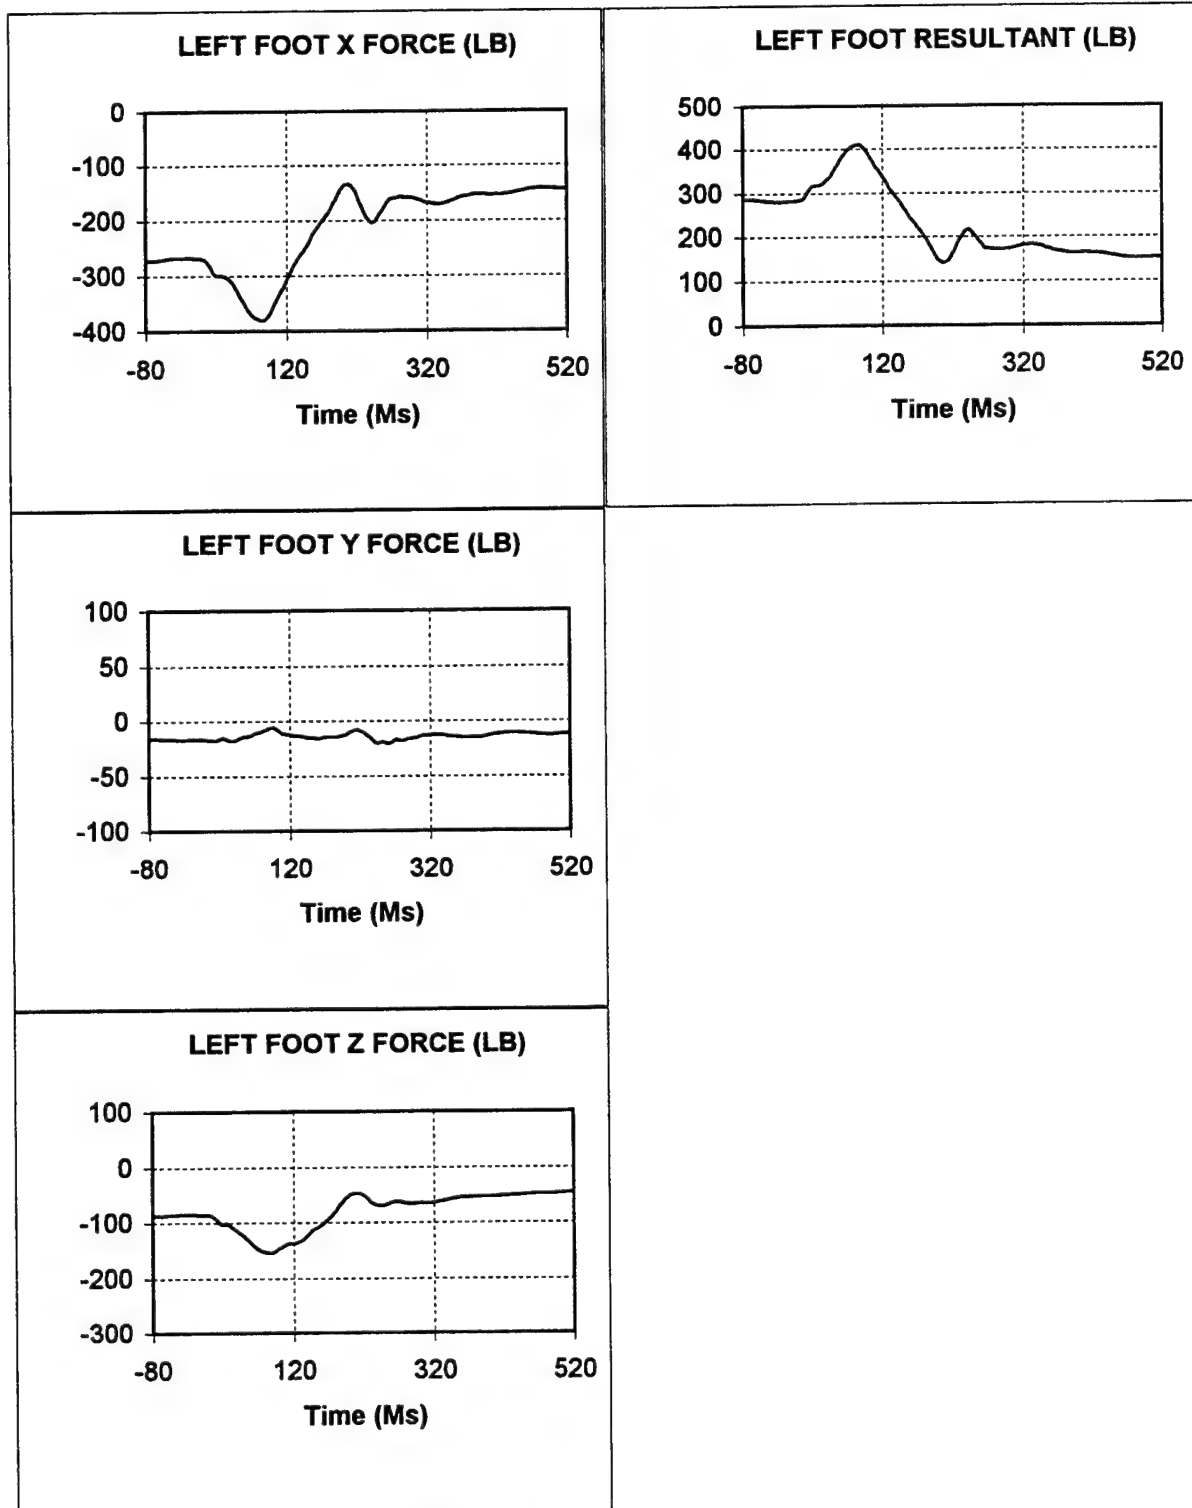 LEFT FOOT X FORCE (LB)
0
-100
-200
-300
-400
-80 120 320 520
Time (Ms)
LEFT FOOT RESULTANT (LB)
500
400
300
200
100
0
-80 120 320 520
Time (Ms)
LEFT FOOT Y FORCE (LB)
100
50
0
-50
-100
-80 120 320 520
Time (Ms)
LEFT FOOT Z FORCE (LB)
100
0
-100
-200
-300
-80 120 320 520
Time (Ms)